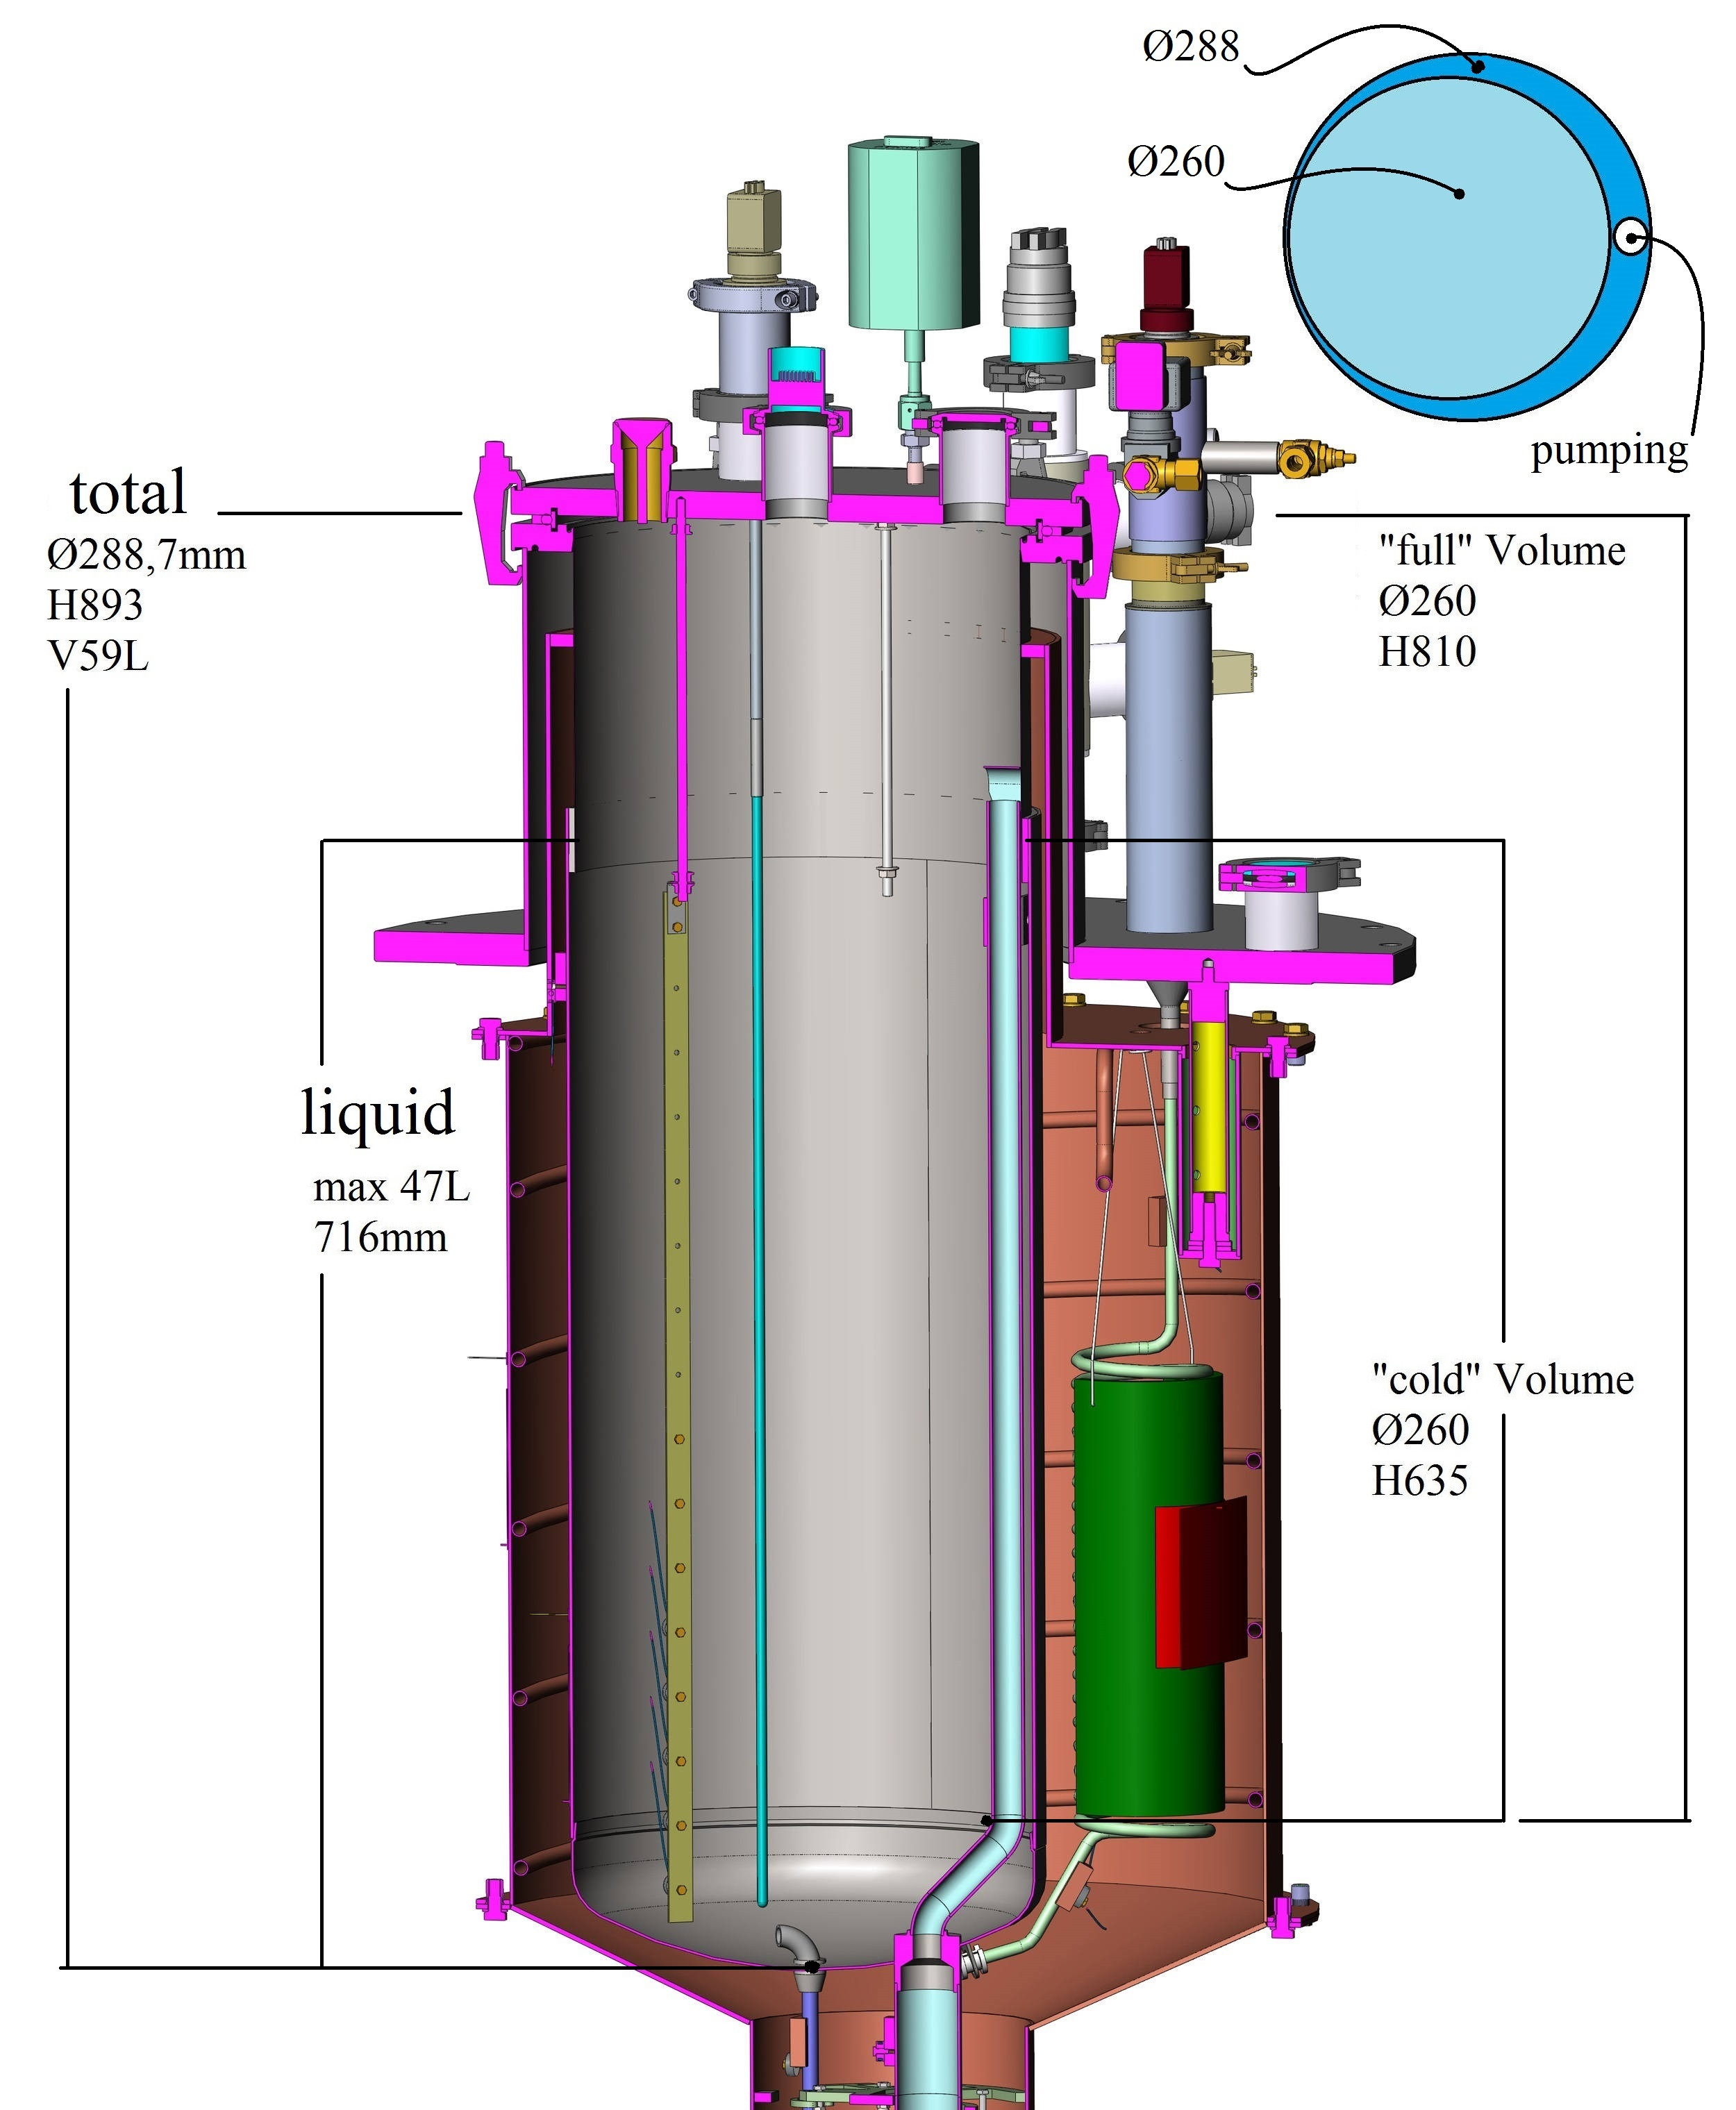 Ø288
Ø260
pumping
total
Ø288,7mm
H893
V59L
"full" Volume
Ø260
H810
liquid
max 47L
716mm
"cold" Volume
Ø260
H635